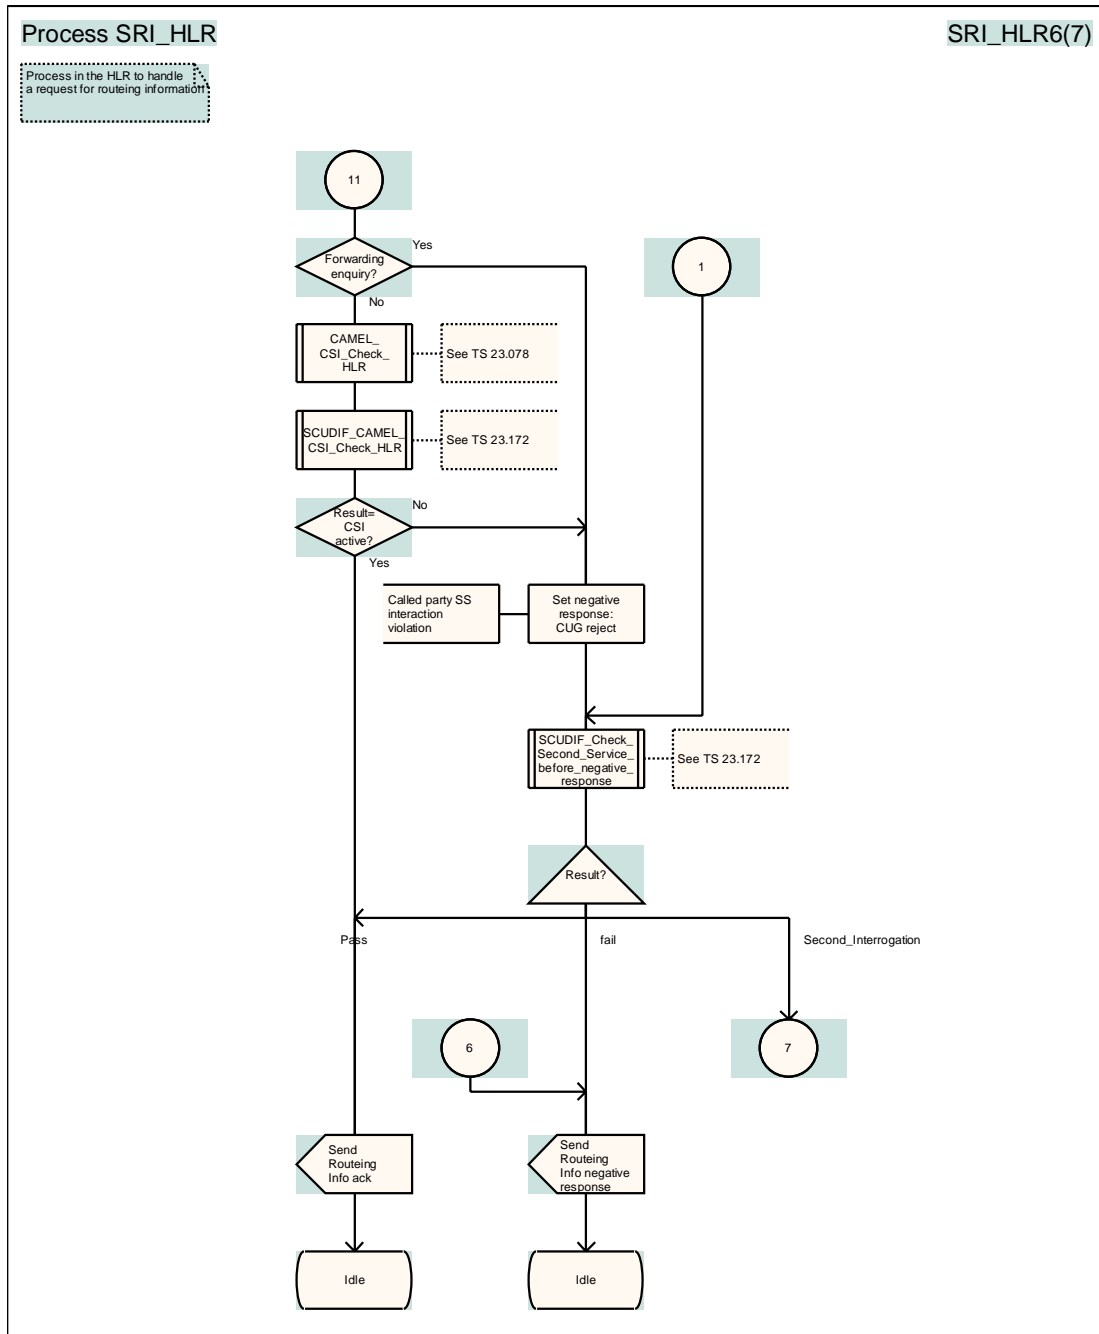 Process SRI_HLR
SRI_HLR6(7)
Process in the HLR to handle
a request for routeing information
11
Forwarding
enquiry?
Yes
No
1
CAMEL_
CSI_Check_
HLR
See TS 23.078
SCUDIF_CAMEL_
CSI_Check_HLR
See TS 23.172
Result=
CSI
active?
No
Yes
Called party SS
interaction
violation
Set negative
response:
CUG reject
SCUDIF_Check_
Second_Service_
before_negative_
response
See TS 23.172
Result?
Pass
fail
Second_Interrogation
6
7
Send
Routeing
Info ack
Send
Routeing
Info negative
response
Idle
Idle